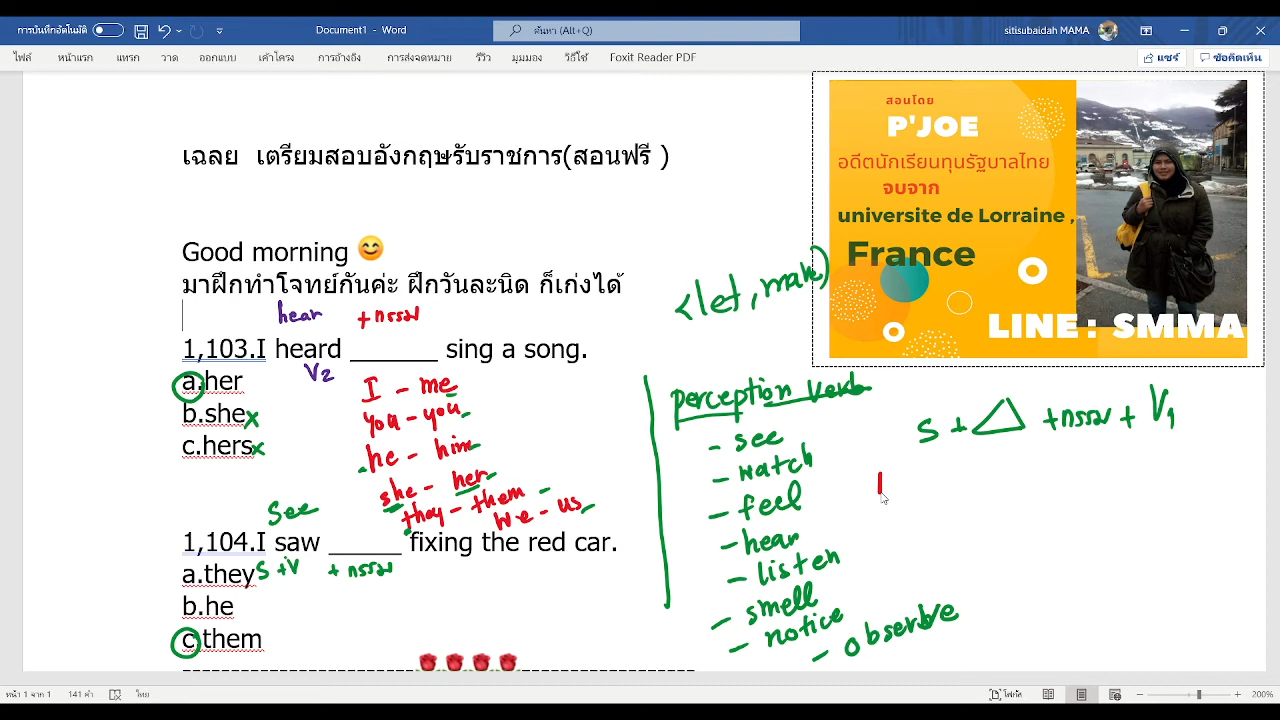 การบันทึกอัตโนมัติ
Document1 - Word
ค้นหา (Alt+Q)
sitisubaidah MAMA
ไฟล์ หน้าแรก แทรก วาด ออกแบบ เค้าโครง การอ้างอิง การส่งจดหมาย รีวิว มุมมอง วิธีใช้ Foxit Reader PDF
แชร์ ข้อคิดเห็น
สอนโดย
P'JOE
อดีตนักเรียนทุนรัฐบาลไทย
จบจาก
universite de Lorraine ,
France
LINE : SMMA
เฉลย เตรียมสอบอังกฤษรับราชการ(สอนฟรี )
Good morning 😊
มาฝึกทำโจทย์กันค่ะ ฝึกวันละนิด ก็เก่งได้
hear +กรรม
1,103.I heard ______ sing a song.
V2
a.her
b.she x
c.hers x
I - me
you - you
he - him
she - her
they - them
we - us
See
1,104.I saw _____ fixing the red car.
S + V + กรรม
a.they
b.he
c.them
<let, make)
perception verb
- see
- watch
- feel
- hear
- listen
- smell
- notice
- observe
S + △ + กรรม + V1
หน้า 1 จาก 1 141 คำ ไทย
โฟกัส
200%